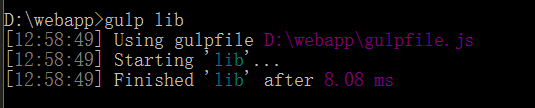 D:\webapp>gulp lib
[12:58:49] Using gulpfile D:\webapp\gulpfile.js
[12:58:49] Starting 'lib'...
[12:58:49] Finished 'lib' after 8.08 ms